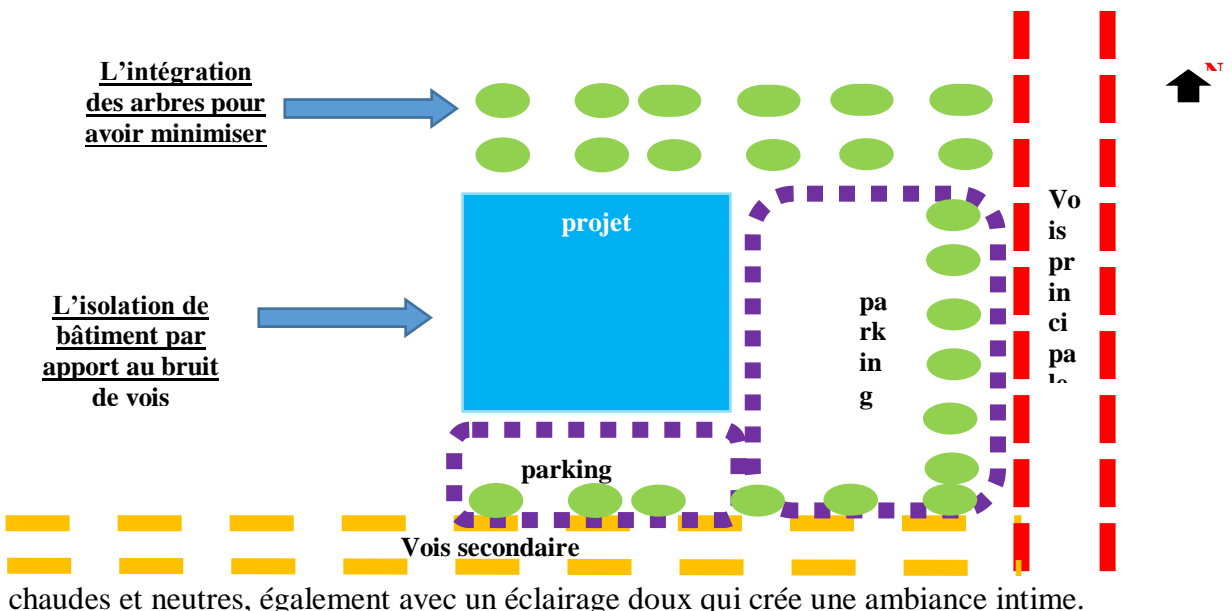 L'intégration
des arbres pour
avoir minimiser
N
projet
Vo
is
pr
in
ci
pa
le
L'isolation de
bâtiment par
apport au bruit
de vois
pa
rk
in
g
parking
Vois secondaire
chaudes et neutres, également avec un éclairage doux qui crée une ambiance intime.